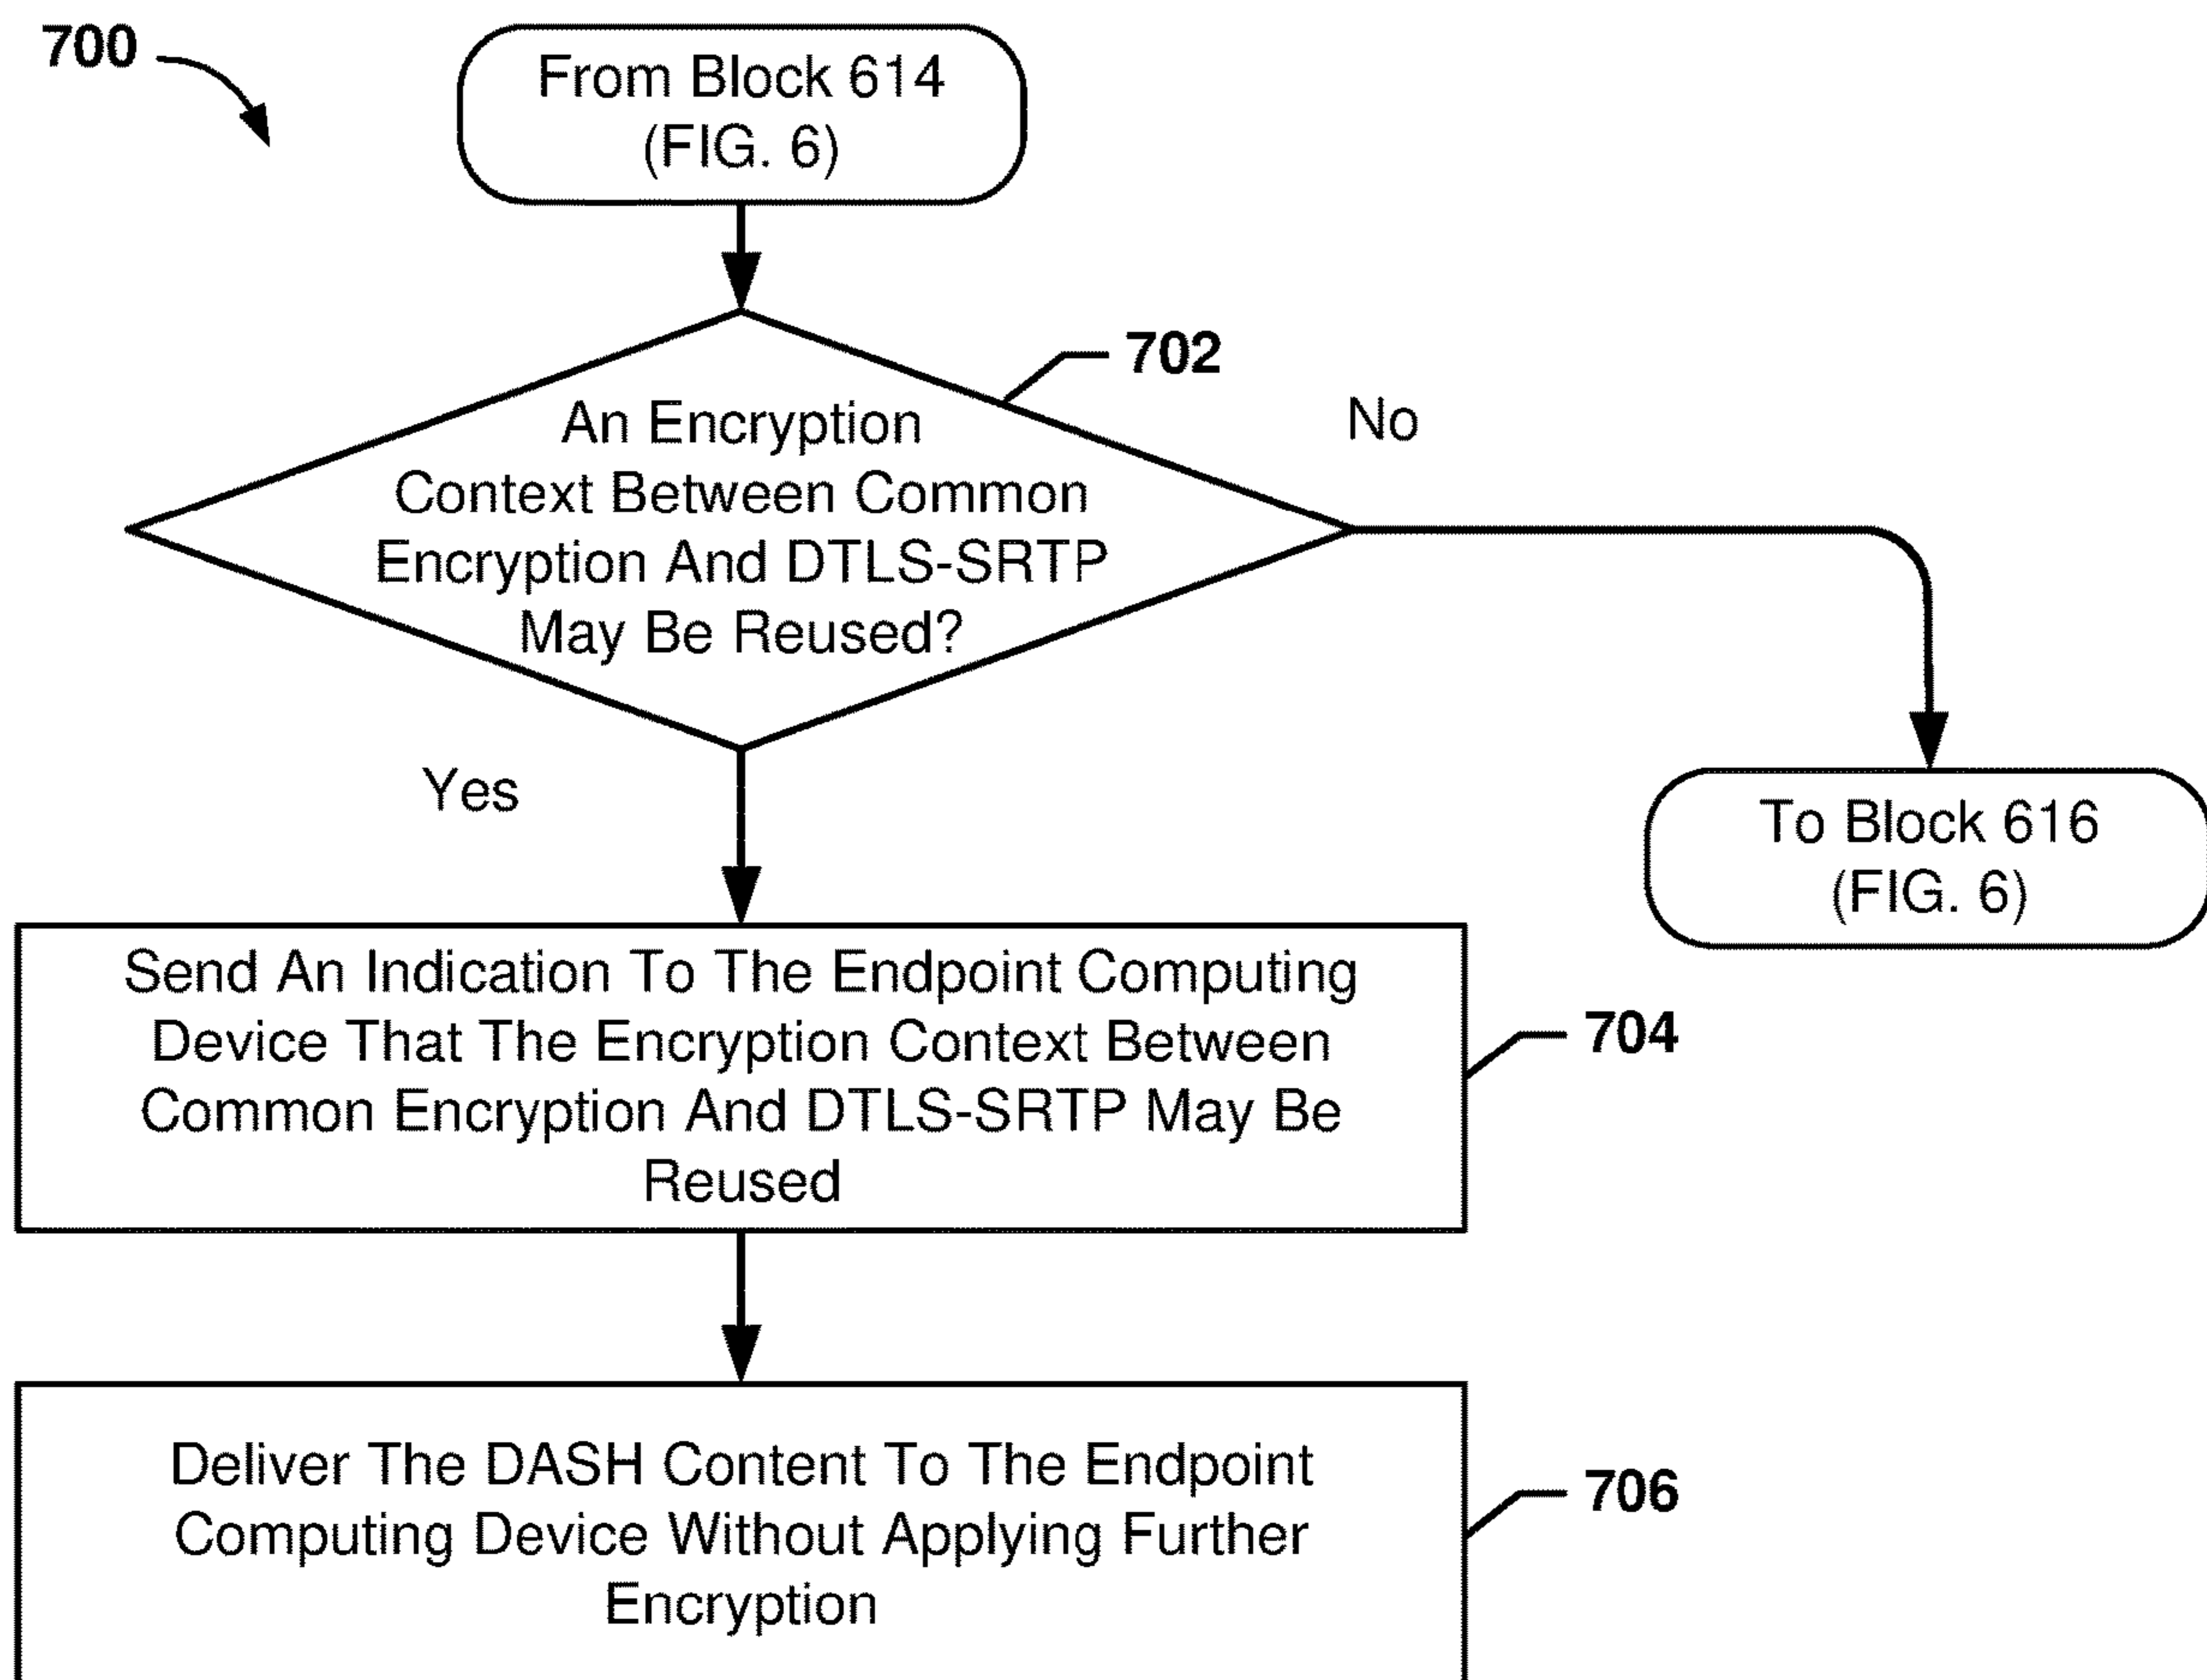 700
From Block 614
(FIG. 6)
702
An Encryption
Context Between Common
Encryption And DTLS-SRTP
May Be Reused?
No
Yes
To Block 616
(FIG. 6)
Send An Indication To The Endpoint Computing
Device That The Encryption Context Between
Common Encryption And DTLS-SRTP May Be
Reused
704
Deliver The DASH Content To The Endpoint
Computing Device Without Applying Further
Encryption
706